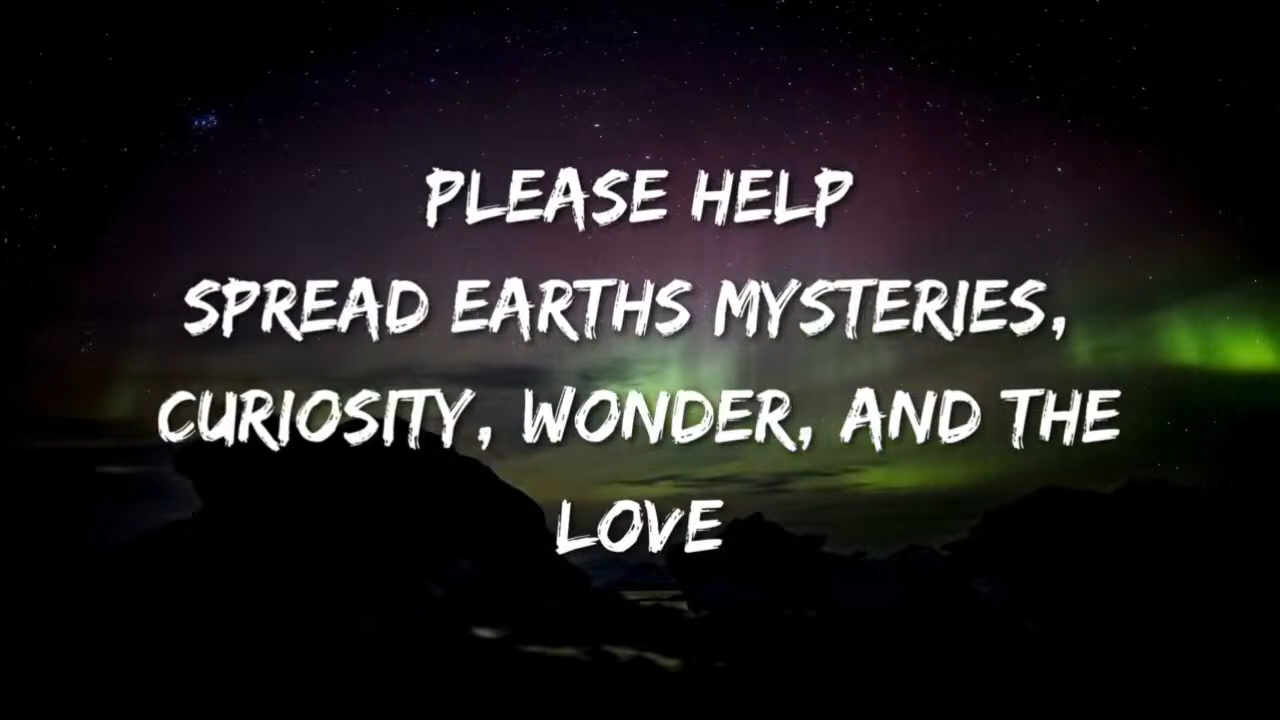 PLEASE HELP
SPREAD EARTHS MYSTERIES,
CURIOSITY, WONDER, AND THE
LOVE